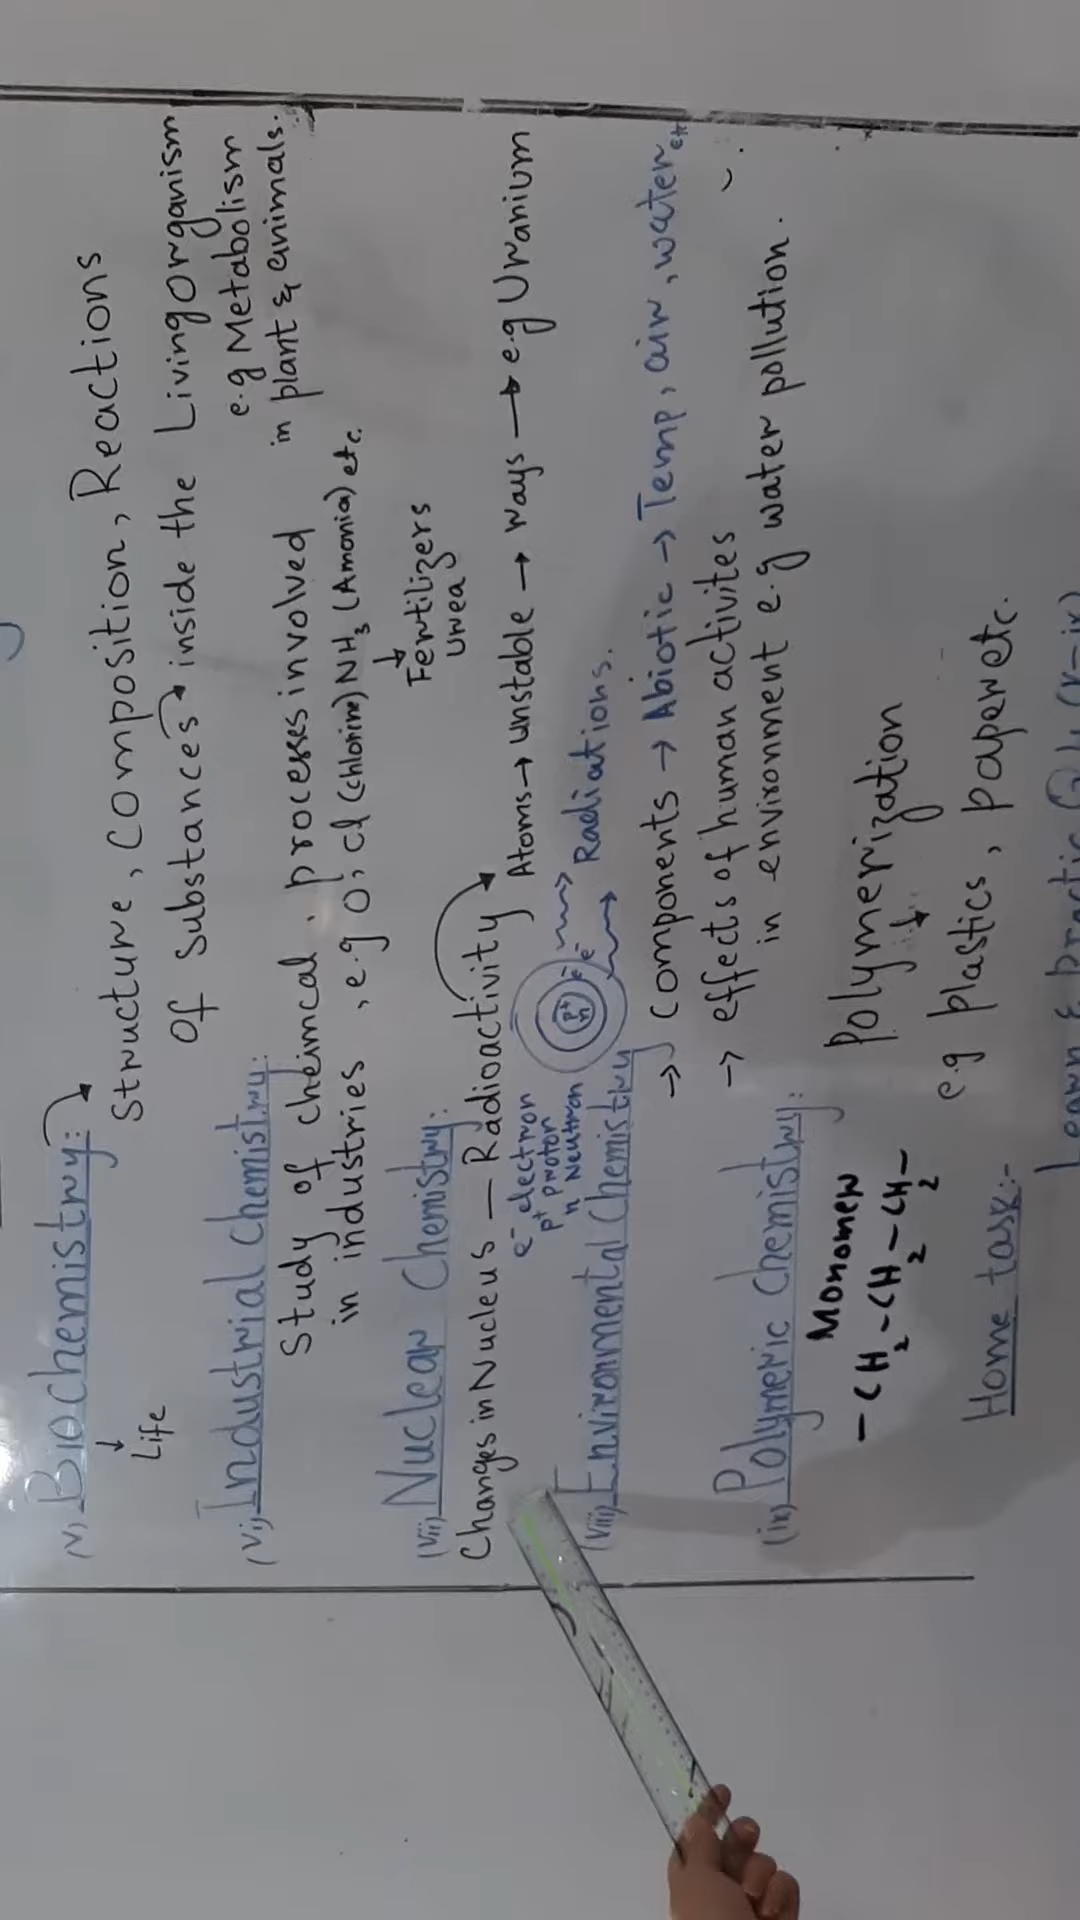 (v) Biochemistry:
↓
Life
Structure, Composition, Reactions
of Substances → inside the Living Organism
e.g Metabolism
in plant & animals.
(vi) Industrial Chemistry:
Study of cheimcal processes involved
in industries, e.g O, Cl (chlorine) NH3 (Amonia) etc.
↓
Fertilizers
urea
(vii) Nuclear Chemistry:
Changes in Nucleus — Radioactivity
Atoms → unstable → rays → e.g Uranium
e- electron
p+ proton
n Neutron
p+
n
e-
e-
→ Radiations.
(viii) Environmental Chemistry
→ components → Abiotic → Temp, air, water etc
→ effects of human activites
in environment e.g water pollution.
(ix) Polymeric Chemistry:
Monomer
Polymerization
↓
-CH2-CH2-CH2-
e.g plastics, paper etc.
Home task:-